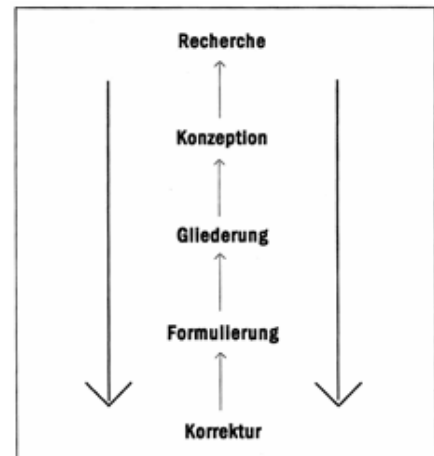 Recherche
Konzeption
Gliederung
Formulierung
Korrektur